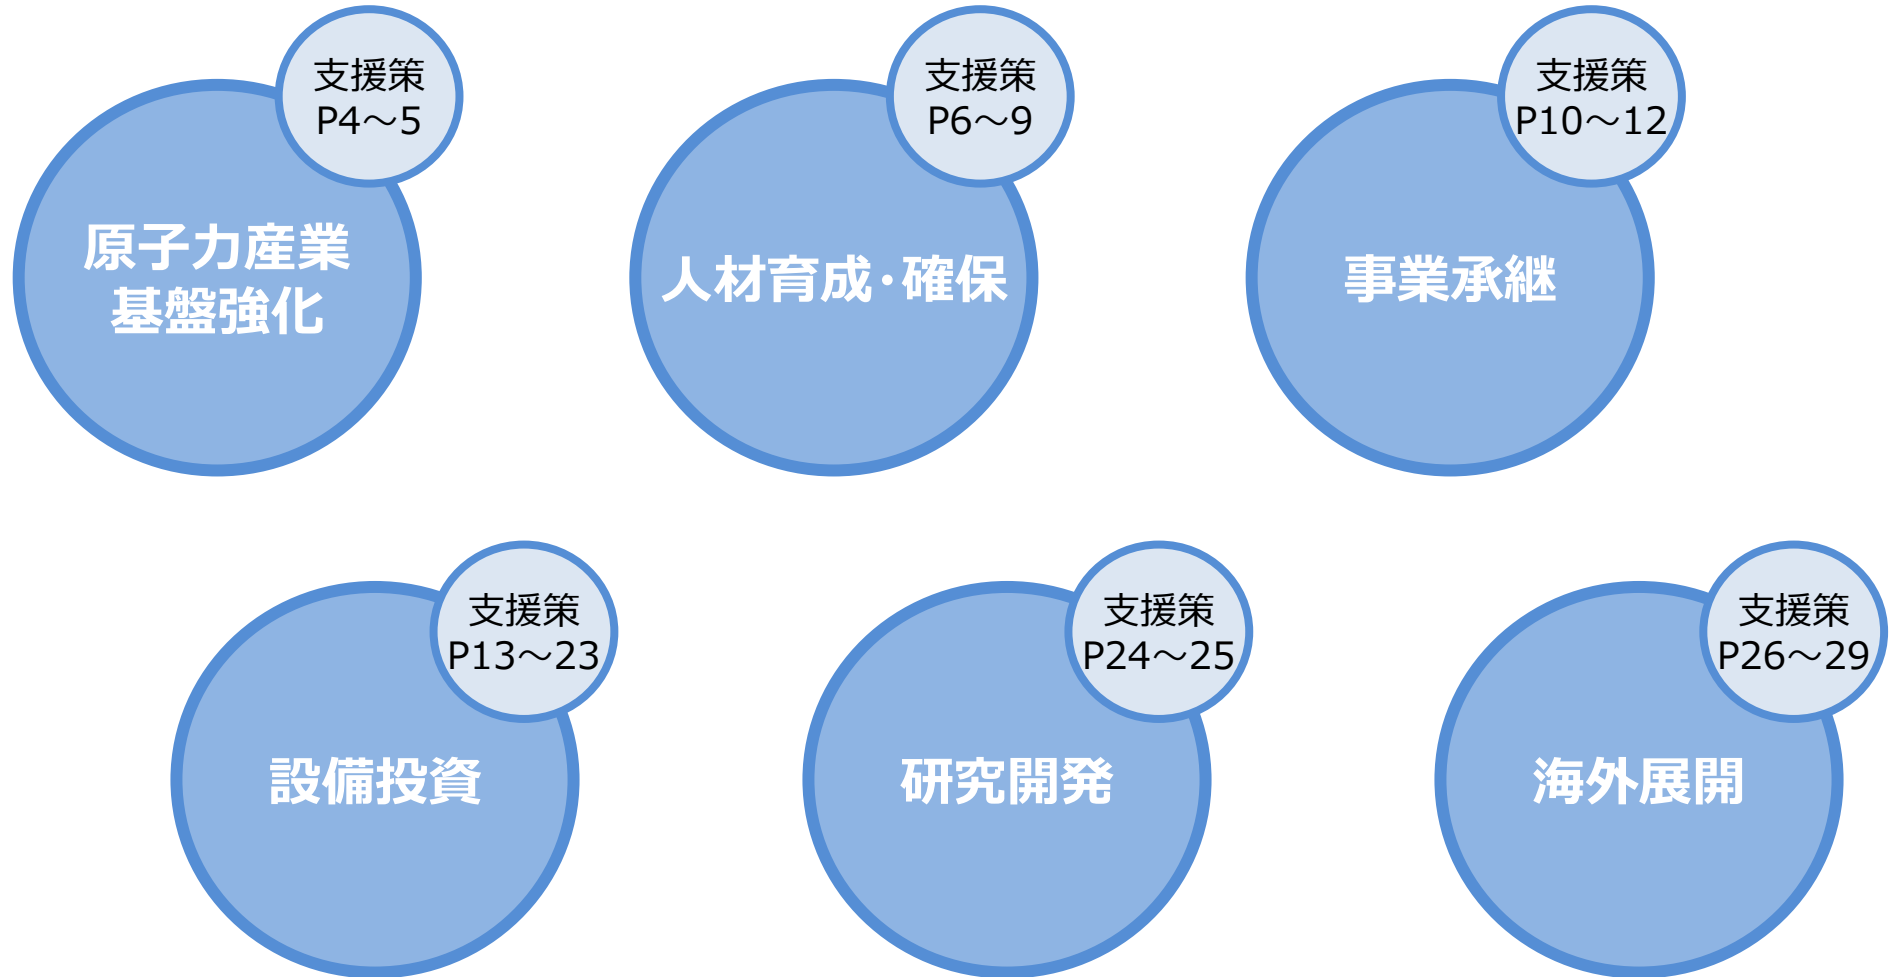 支援策
P4～5
原子力産業
基盤強化
支援策
P6～9
人材育成・確保
支援策
P10～12
事業承継
支援策
P13～23
設備投資
支援策
P24～25
研究開発
支援策
P26～29
海外展開